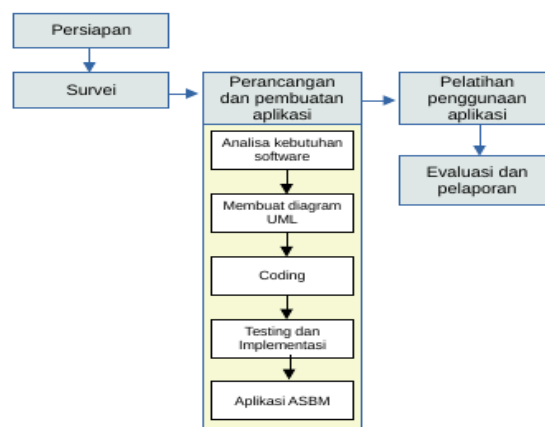 Persiapan
Survei
Perancangan
dan pembuatan
aplikasi
Analisa kebutuhan
software
Membuat diagram
UML
Coding
Testing dan
Implementasi
Aplikasi ASBM
Pelatihan
penggunaan
aplikasi
Evaluasi dan
pelaporan